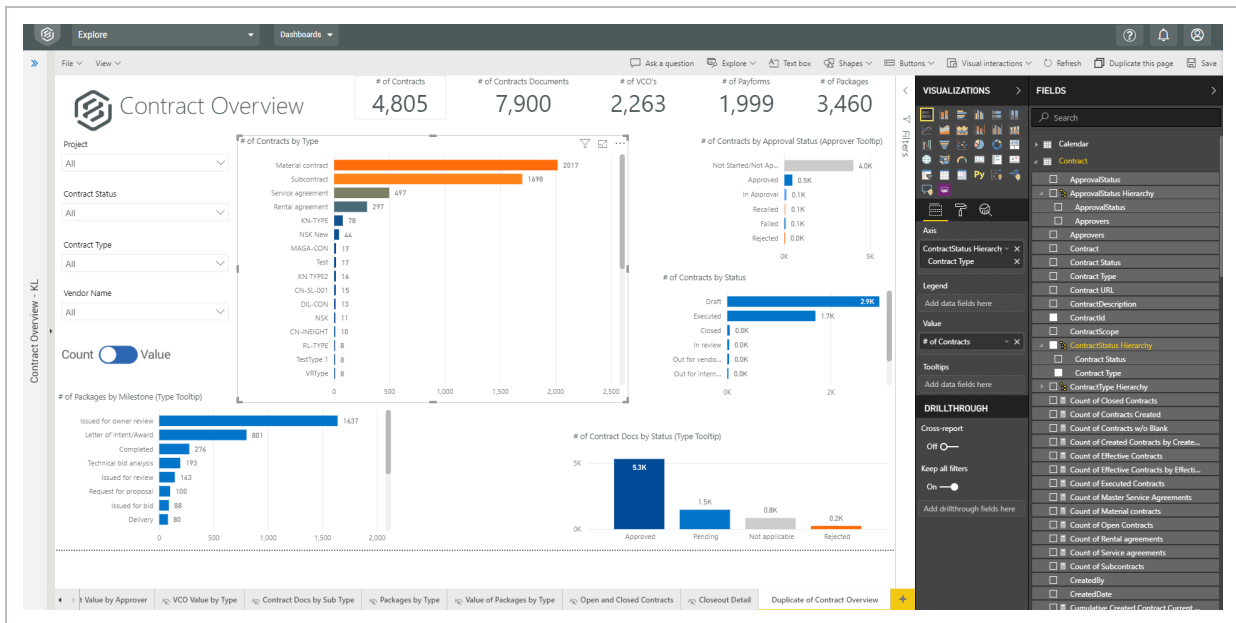 Explore
Dashboards
File
View
Ask a question
Explore
Text box
Shapes
Buttons
Visual interactions
Refresh
Duplicate this page
Save
Contract Overview - KL
Contract Overview
# of Contracts
4,805
# of Contracts Documents
7,900
# of VCO's
2,263
# of Payforms
1,999
# of Packages
3,460
Project
All
Contract Status
All
Contract Type
All
Vendor Name
All
Count
Value
# of Contracts by Type
Material contract 2017
Subcontract 1698
Service agreement 497
Rental agreement 297
KN-TYPE 78
NSK New 44
MAGA-CON 17
Test 17
KN TYPE2 16
CN-SL-001 15
DIL-CON 13
NSK 11
CN-INEIGHT 10
RL-TYPE 8
TestType 1 8
VRType 8
0 500 1,000 1,500 2,000 2,500
# of Contracts by Approval Status (Approver Tooltip)
Not Started/Not Ap... 4.0K
Approved 0.5K
In Approval 0.1K
Recalled 0.1K
Failed 0.1K
Rejected 0.0K
0K 5K
# of Contracts by Status
Draft 2.9K
Executed 1.7K
Closed 0.0K
In review 0.0K
Out for vendo... 0.0K
Out for intern... 0.0K
0K 2K
# of Packages by Milestone (Type Tooltip)
Issued for owner review 1637
Letter of Intent/Award 801
Completed 276
Technical bid analysis 193
Issued for review 143
Request for proposal 100
Issued for bid 88
Delivery 80
0 500 1,000 1,500 2,000
# of Contract Docs by Status (Type Tooltip)
5K
0K
5.3K
1.5K
0.8K
0.2K
Approved Pending Not applicable Rejected
Filters
VISUALIZATIONS
Py
Axis
ContractStatus Hierarch
Contract Type
Legend
Add data fields here
Value
# of Contracts
Tooltips
Add data fields here
DRILLTHROUGH
Cross-report
Off
Keep all filters
On
Add drillthrough fields here
FIELDS
Search
Calendar
Contract
ApprovalStatus
ApprovalStatus Hierarchy
ApprovalStatus
Approvers
Approvers
Contract
Contract Status
Contract Type
Contract URL
ContractDescription
ContractId
ContractScope
ContractStatus Hierarchy
Contract Status
Contract Type
ContractType Hierarchy
Count of Closed Contracts
Count of Contracts Created
Count of Contracts w/o Blank
Count of Created Contracts by Create...
Count of Effective Contracts
Count of Effective Contracts by Effecti...
Count of Executed Contracts
Count of Master Service Agreements
Count of Material contracts
Count of Open Contracts
Count of Rental agreements
Count of Service agreements
Count of Subcontracts
CreatedBy
CreatedDate
Cumulative Created Contract Current ...
t Value by Approver
VCO Value by Type
Contract Docs by Sub Type
Packages by Type
Value of Packages by Type
Open and Closed Contracts
Closeout Detail
Duplicate of Contract Overview
+